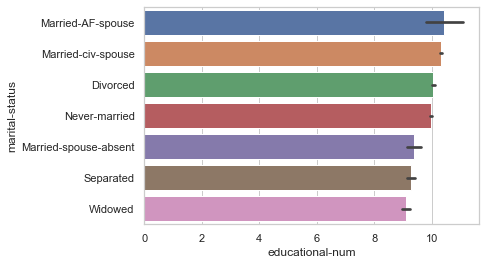 Married-AF-spouse
Married-civ-spouse
Divorced
Never-married
Married-spouse-absent
Separated
Widowed
marital-status
0 2 4 6 8 10
educational-num